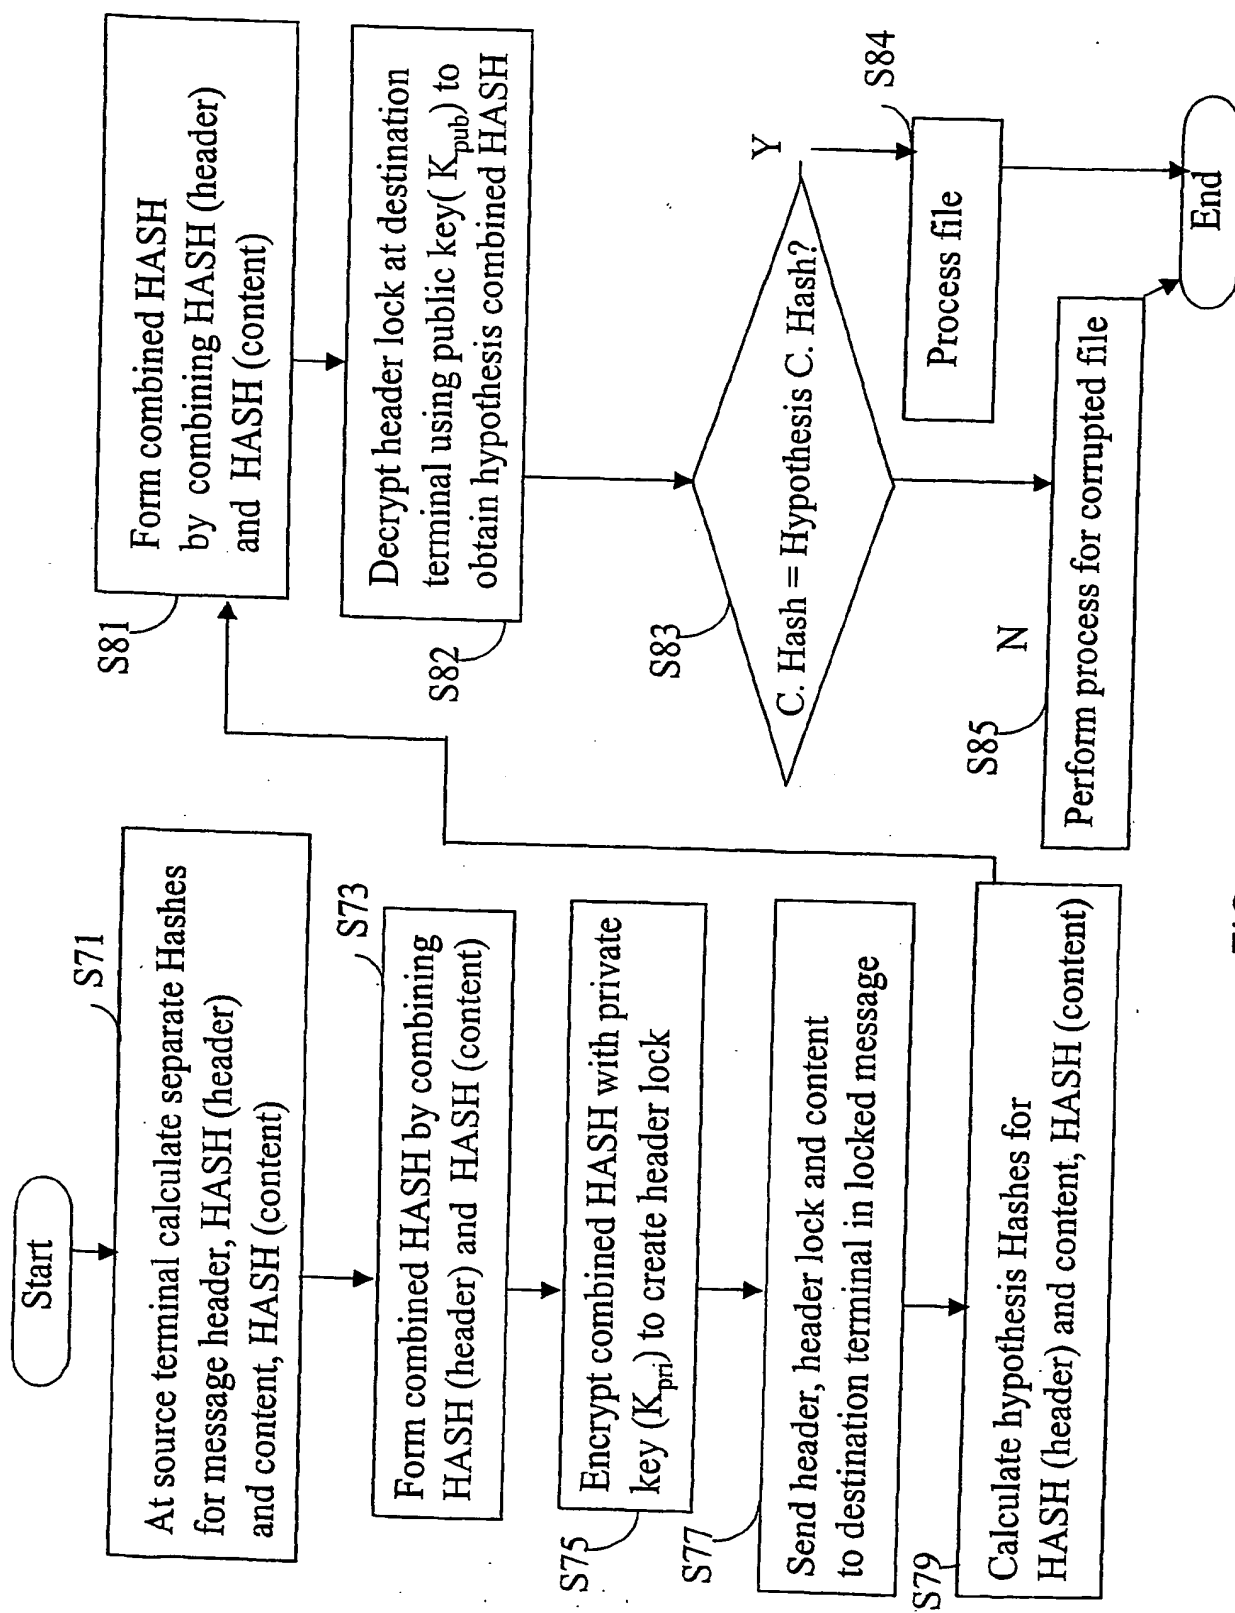 Start
S71
At source terminal calculate separate Hashes
for message header, HASH (header)
and content, HASH (content)
S73
Form combined HASH by combining
HASH (header) and HASH (content)
S75
Encrypt combined HASH with private
key (Kpri) to create header lock
S77
Send header, header lock and content
to destination terminal in locked message
S79
Calculate hypothesis Hashes for
HASH (header) and content, HASH (content)
S81
Form combined HASH
by combining HASH (header)
and HASH (content)
S82
Decrypt header lock at destination
terminal using public key( Kpub) to
obtain hypothesis combined HASH
S83
C. Hash = Hypothesis C. Hash?
Y
S84
Process file
N
S85
Perform process for corrupted file
End